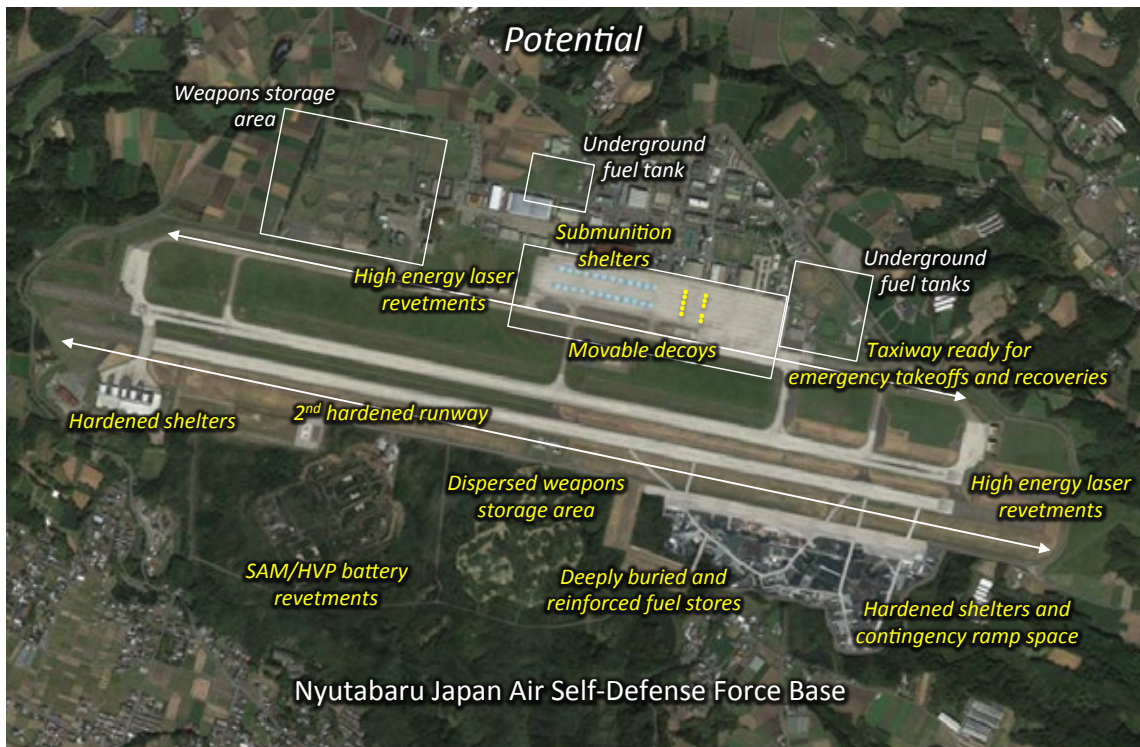 Potential
Weapons storage
area
Underground
fuel tank
Submunition
shelters
Underground
fuel tanks
High energy laser
revetments
Movable decoys
Taxiway ready for
emergency takeoffs and recoveries
Hardened shelters
2nd hardened runway
Dispersed weapons
storage area
High energy laser
revetments
SAM/HVP battery
revetments
Deeply buried and
reinforced fuel stores
Hardened shelters and
contingency ramp space
Nyutabaru Japan Air Self-Defense Force Base